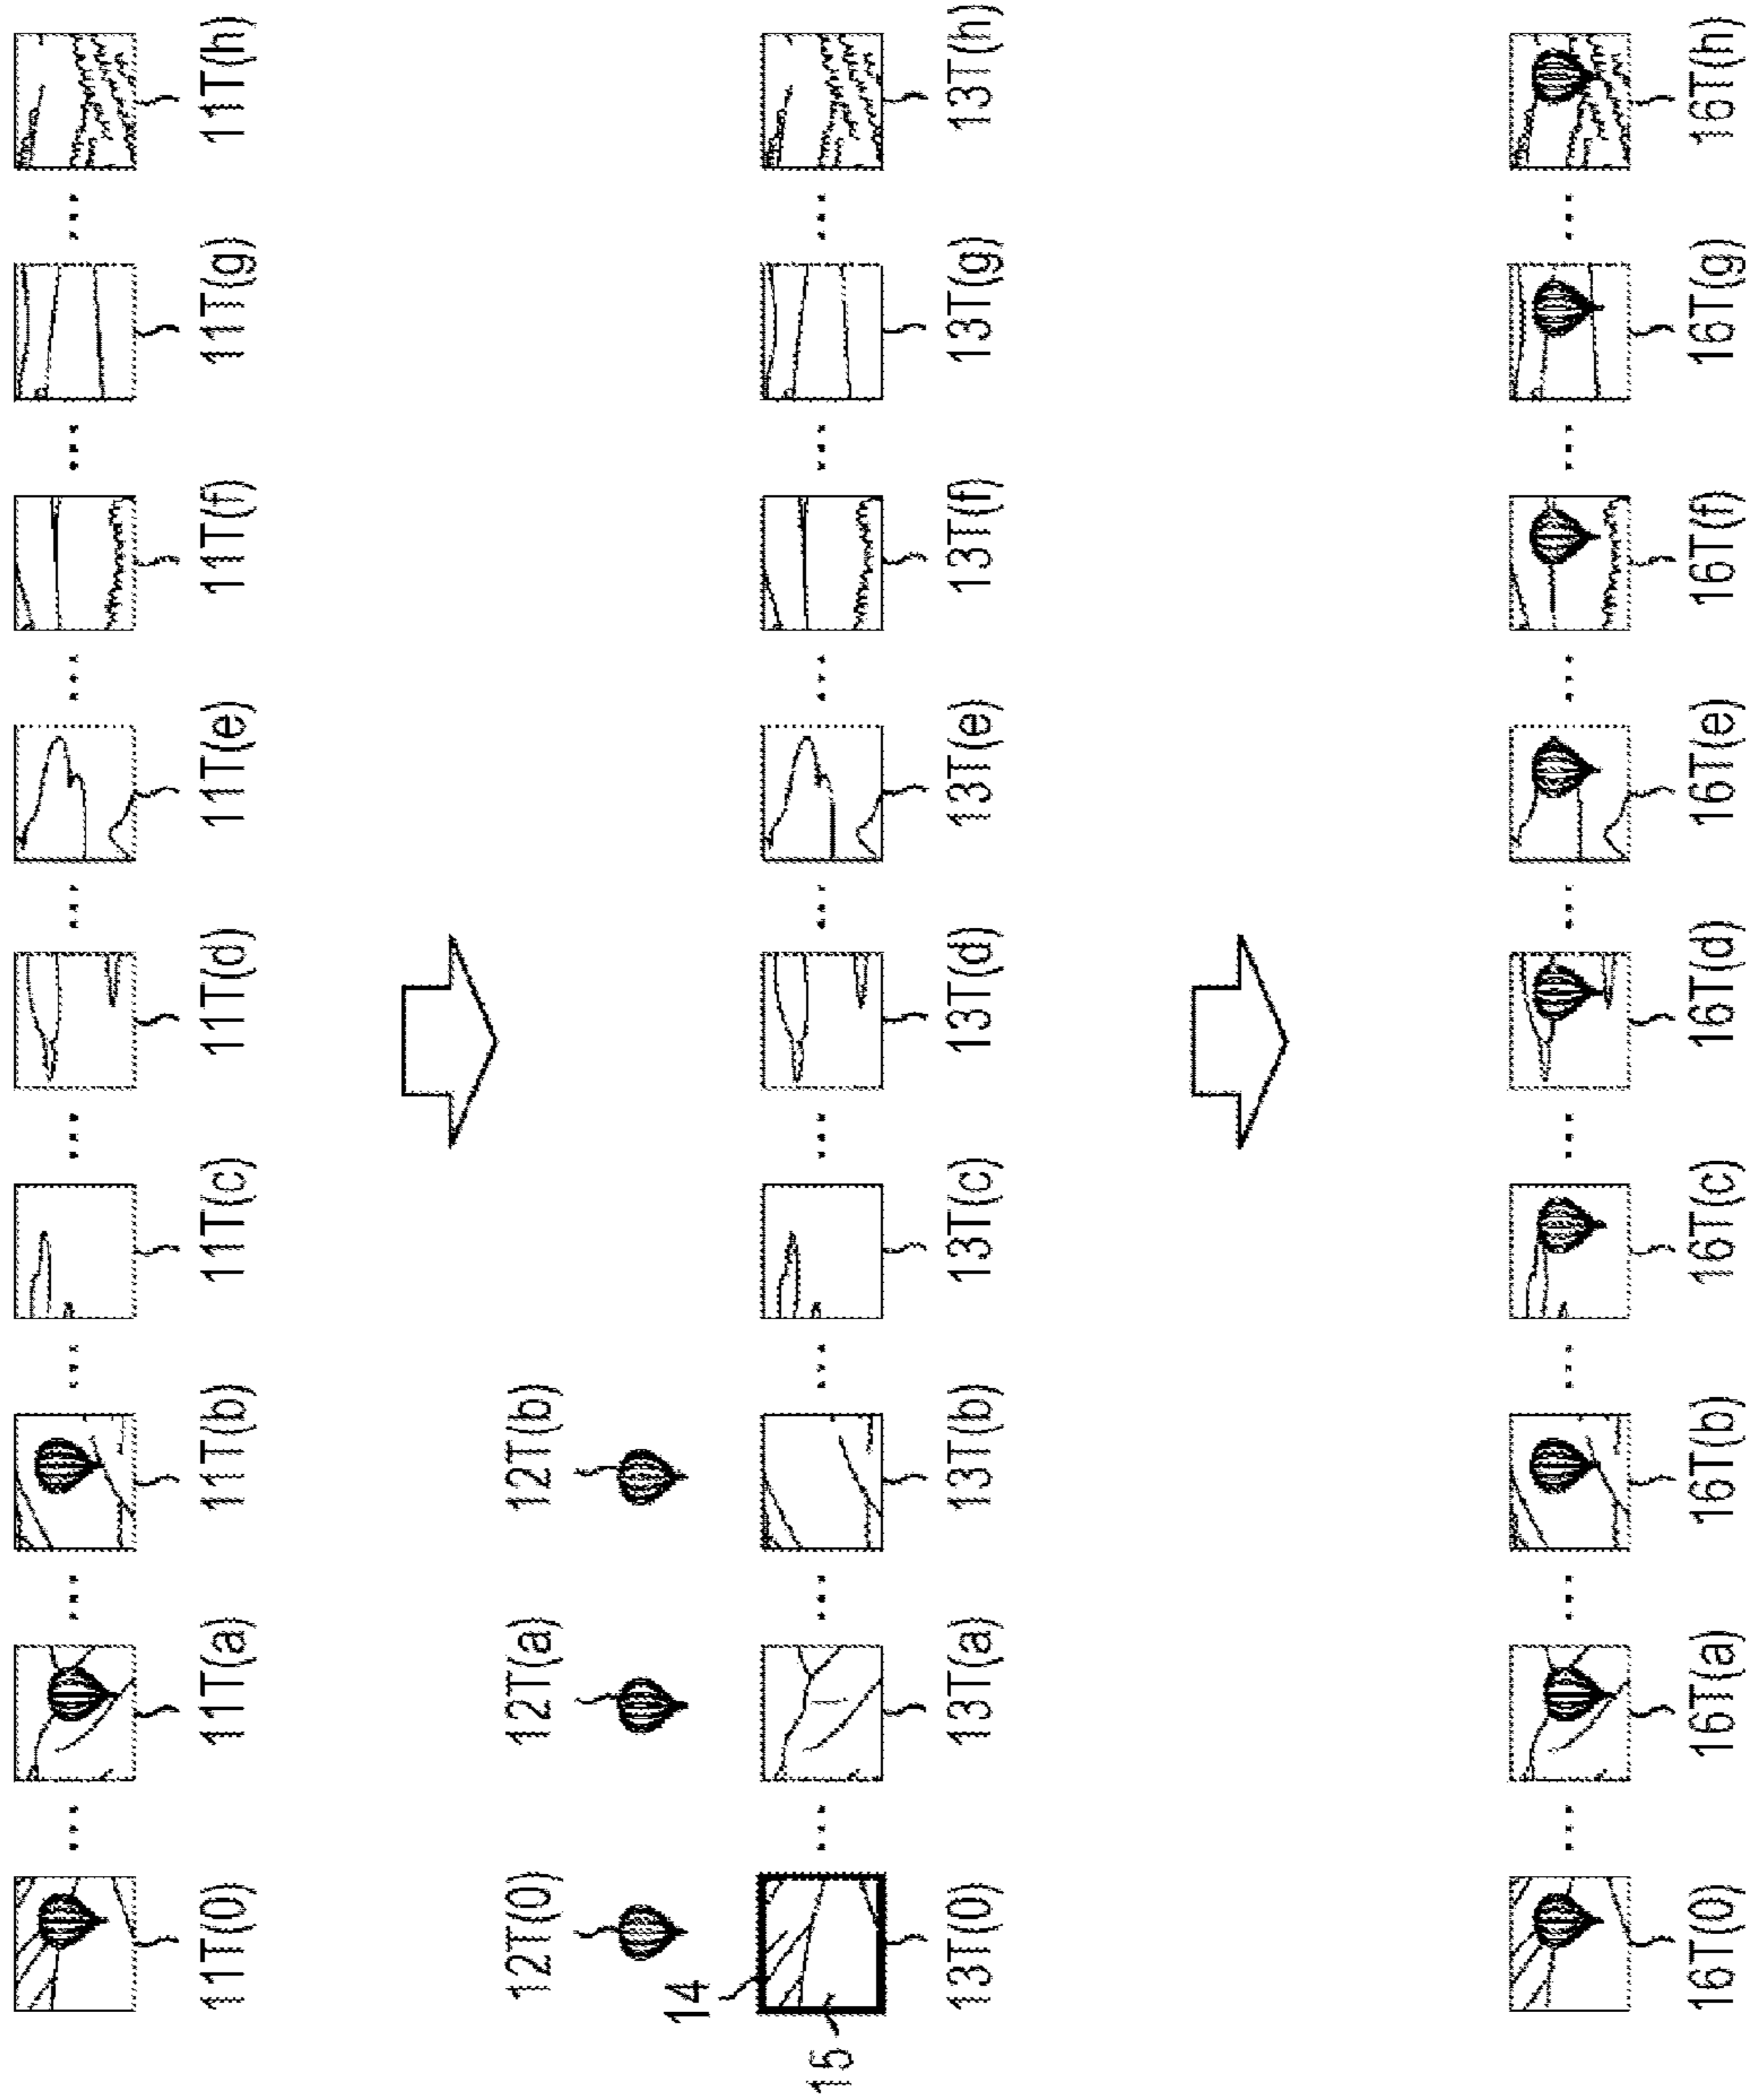 11T(0) 11T(a) 11T(b) 11T(c) 11T(d) 11T(e) 11T(f) 11T(g) 11T(h)
12T(0) 12T(a) 12T(b)
14
15
13T(0) 13T(a) 13T(b) 13T(c) 13T(d) 13T(e) 13T(f) 13T(g) 13T(h)
16T(0) 16T(a) 16T(b) 16T(c) 16T(d) 16T(e) 16T(f) 16T(g) 16T(h)